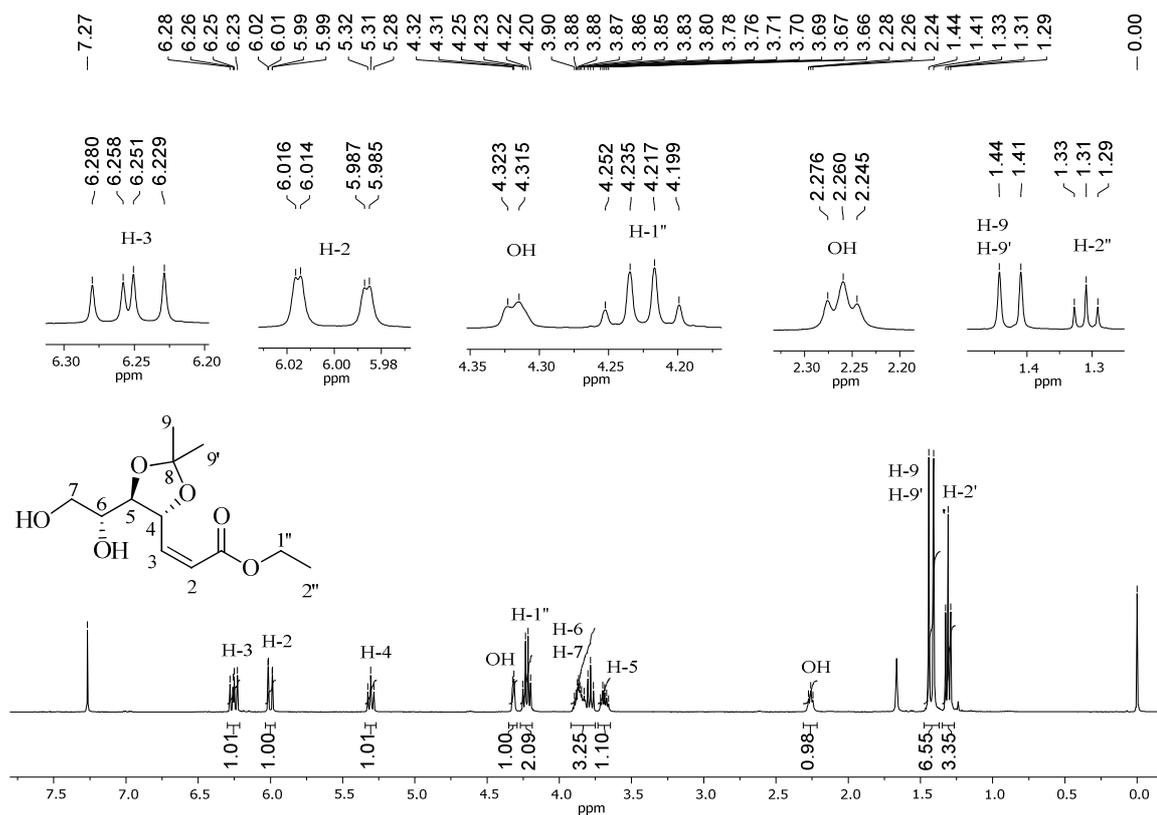 7.27 6.28 6.26 6.25 6.23 6.02 6.01 5.99 5.99 5.32 5.31 5.28 4.32 4.31 4.25 4.23 4.22 4.20 3.90 3.88 3.88 3.87 3.86 3.85 3.83 3.80 3.78 3.76 3.71 3.70 3.69 3.67 3.66 2.28 2.26 2.24 1.44 1.41 1.33 1.31 1.29 -0.00
6.280 6.258 6.251 6.229 6.016 6.014 5.987 5.985 4.323 4.315 4.252 4.235 4.217 4.199 2.276 2.260 2.245 1.44 1.41 1.33 1.31 1.29
H-3 H-2 OH H-1'' OH H-9 H-2''
H-9'
6.30 6.25 6.20 6.02 6.00 5.98 4.35 4.30 4.25 4.20 2.30 2.25 2.20 1.4 1.3
ppm ppm ppm ppm ppm
9
9'
O 8
7 O
HO 6 5 4 O
OH 3 2 O 1''
2''
H-9 H-2'
H-9' '
H-3 H-2 H-4 OH H-1'' H-6 H-5 OH
H-7
1.01 1.00 1.01 1.00 2.09 3.25 1.10 0.98 6.55 3.35
7.5 7.0 6.5 6.0 5.5 5.0 4.5 4.0 3.5 3.0 2.5 2.0 1.5 1.0 0.5 0.0
ppm